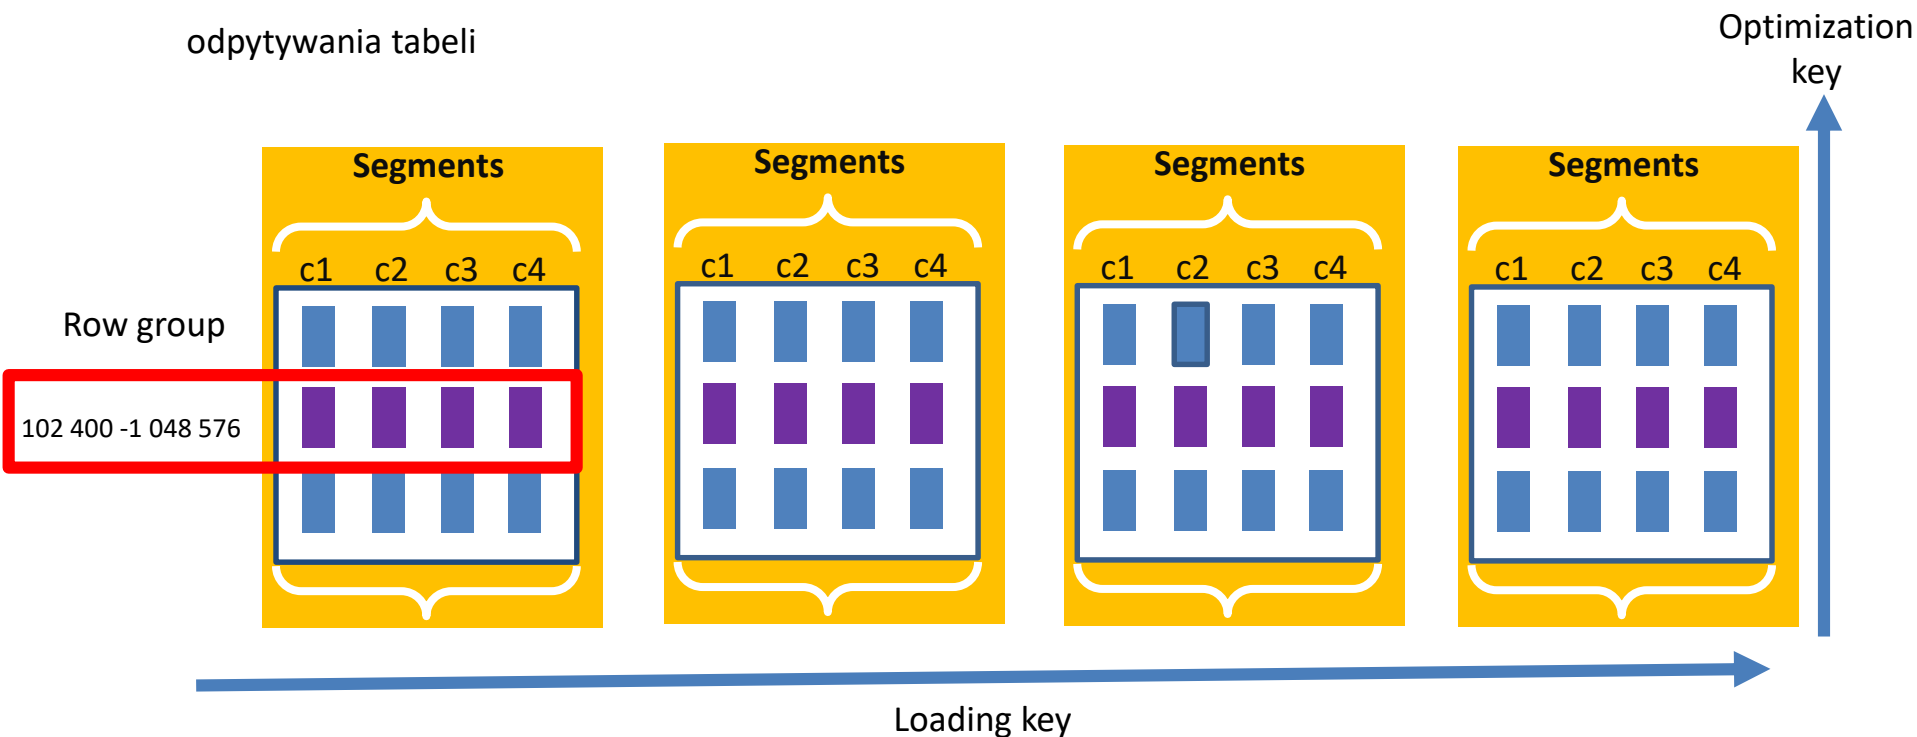 odpytywania tabeli
Optimization
key
Segments
Segments
Segments
Segments
c1 c2 c3 c4
c1 c2 c3 c4
c1 c2 c3 c4
c1 c2 c3 c4
Row group
102 400 -1 048 576
Loading key